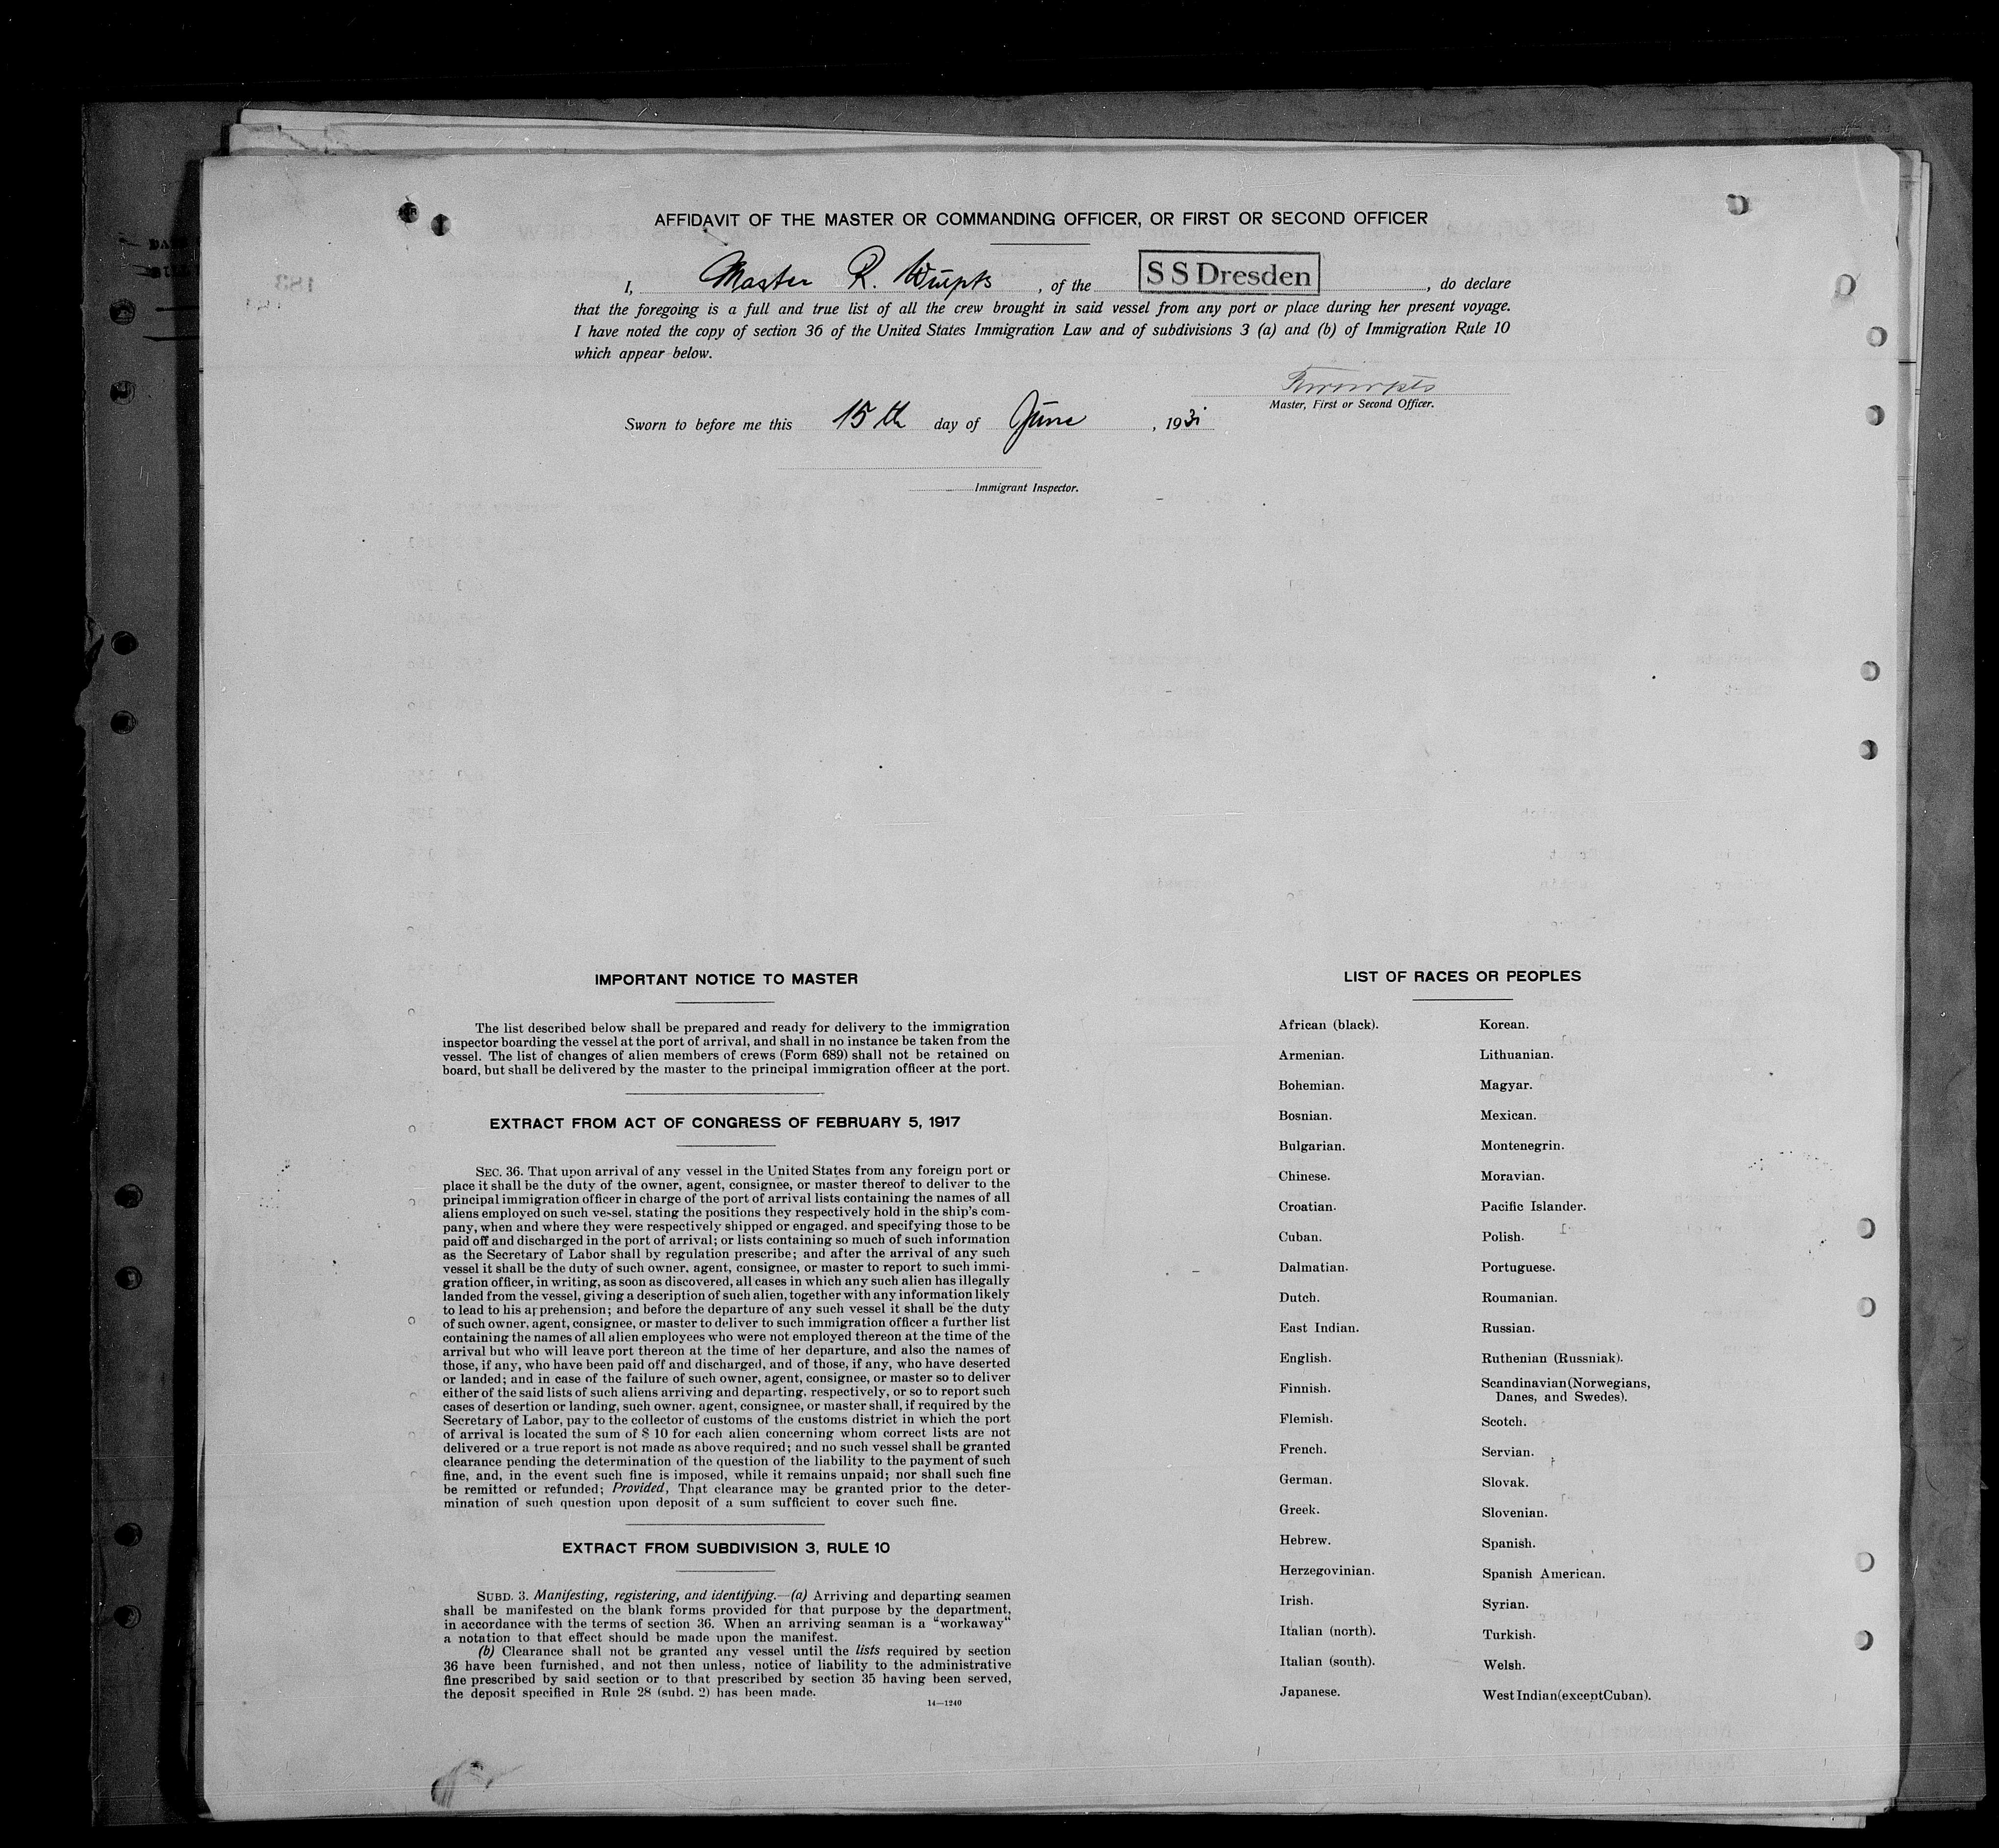 AFFIDAVIT OF THE MASTER OR COMMANDING OFFICER, OR FIRST OR SECOND OFFICER
I, Master R. Wurpts, of the SS Dresden, do declare
that the foregoing is a full and true list of all the crew brought in said vessel from any port or place during her present voyage.
I have noted the copy of section 36 of the United States Immigration Law and of subdivisions 3 (a) and (b) of Immigration Rule 10
which appear below.
Master, First or Second Officer.
Sworn to before me this 15th day of June, 1931
Immigrant Inspector.
IMPORTANT NOTICE TO MASTER
The list described below shall be prepared and ready for delivery to the immigration
inspector boarding the vessel at the port of arrival, and shall in no instance be taken from the
vessel. The list of changes of alien members of crews (Form 689) shall not be retained on
board, but shall be delivered by the master to the principal immigration officer at the port.
EXTRACT FROM ACT OF CONGRESS OF FEBRUARY 5, 1917
SEC. 36. That upon arrival of any vessel in the United States from any foreign port or
place it shall be the duty of the owner, agent, consignee, or master thereof to deliver to the
principal immigration officer in charge of the port of arrival lists containing the names of all
aliens employed on such vessel, stating the positions they respectively hold in the ship's com-
pany, when and where they were respectively shipped or engaged, and specifying those to be
paid off and discharged in the port of arrival; or lists containing so much of such information
as the Secretary of Labor shall by regulation prescribe; and after the arrival of any such
vessel it shall be the duty of such owner, agent, consignee, or master to report to such immi-
gration officer, in writing, as soon as discovered, all cases in which any such alien has illegally
landed from the vessel, giving a description of such alien, together with any information likely
to lead to his apprehension; and before the departure of any such vessel it shall be the duty
of such owner, agent, consignee, or master to deliver to such immigration officer a further list
containing the names of all alien employees who were not employed thereon at the time of the
arrival but who will leave port thereon at the time of her departure, and also the names of
those, if any, who have been paid off and discharged, and of those, if any, who have deserted
or landed; and in case of the failure of such owner, agent, consignee, or master so to deliver
either of the said lists of such aliens arriving and departing, respectively, or so to report such
cases of desertion or landing, such owner, agent, consignee, or master shall, if required by the
Secretary of Labor, pay to the collector of customs of the customs district in which the port
of arrival is located the sum of $ 10 for each alien concerning whom correct lists are not
delivered or a true report is not made as above required; and no such vessel shall be granted
clearance pending the determination of the question of the liability to the payment of such
fine, and, in the event such fine is imposed, while it remains unpaid; nor shall such fine
be remitted or refunded; Provided, That clearance may be granted prior to the deter-
mination of such question upon deposit of a sum sufficient to cover such fine.
EXTRACT FROM SUBDIVISION 3, RULE 10
SUBD. 3. Manifesting, registering, and identifying.—(a) Arriving and departing seamen
shall be manifested on the blank forms provided for that purpose by the department,
in accordance with the terms of section 36. When an arriving seaman is a "workaway"
a notation to that effect should be made upon the manifest.
(b) Clearance shall not be granted any vessel until the lists required by section
36 have been furnished, and not then unless, notice of liability to the administrative
fine prescribed by said section or to that prescribed by section 35 having been served,
the deposit specified in Rule 28 (subd. 2) has been made.
14—1240
LIST OF RACES OR PEOPLES
African (black).
Armenian.
Bohemian.
Bosnian.
Bulgarian.
Chinese.
Croatian.
Cuban.
Dalmatian.
Dutch.
East Indian.
English.
Finnish.
Flemish.
French.
German.
Greek.
Hebrew.
Herzegovinian.
Irish.
Italian (north).
Italian (south).
Japanese.
Korean.
Lithuanian.
Magyar.
Mexican.
Montenegrin.
Moravian.
Pacific Islander.
Polish.
Portuguese.
Roumanian.
Russian.
Ruthenian (Russniak).
Scandinavian (Norwegians,
Danes, and Swedes).
Scotch.
Servian.
Slovak.
Slovenian.
Spanish.
Spanish American.
Syrian.
Turkish.
Welsh.
West Indian (except Cuban).